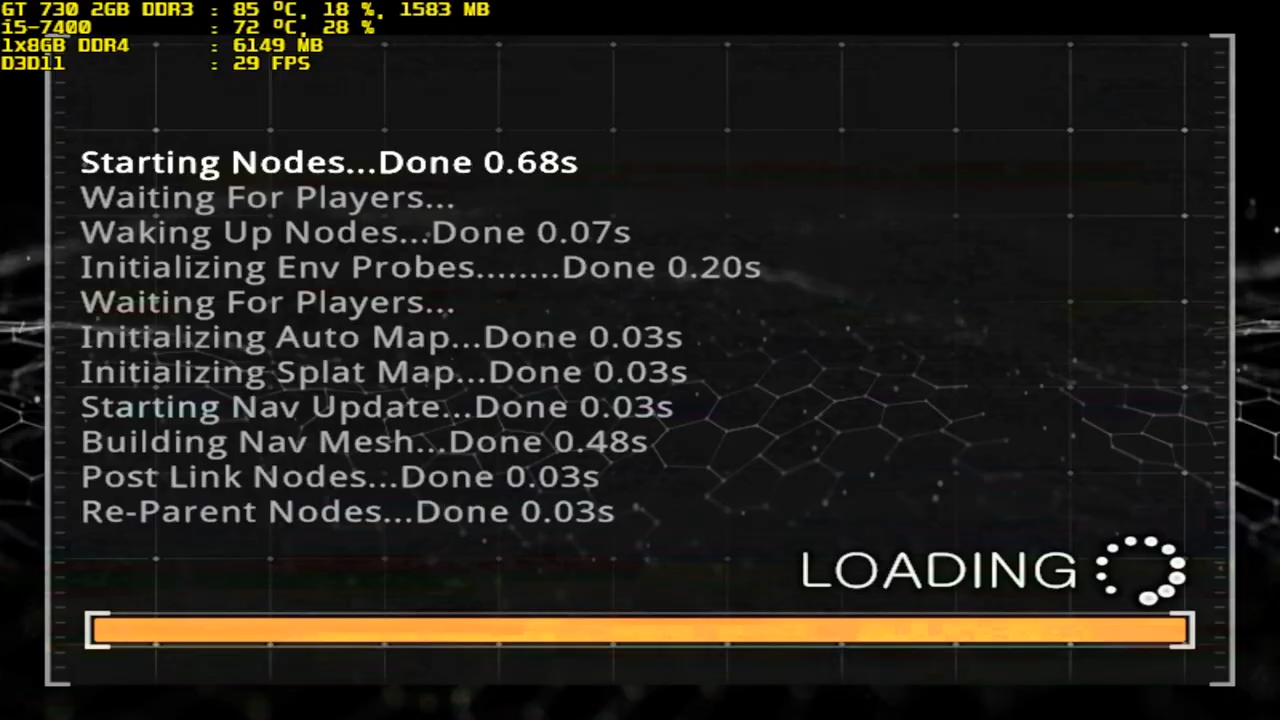 GT 730 2GB DDR3 : 85 ºC, 18 %, 1583 MB
i5-7400 : 72 ºC, 28 %
1x8GB DDR4 : 6149 MB
D3D11 : 29 FPS
Starting Nodes...Done 0.68s
Waiting For Players...
Waking Up Nodes...Done 0.07s
Initializing Env Probes........Done 0.20s
Waiting For Players...
Initializing Auto Map...Done 0.03s
Initializing Splat Map...Done 0.03s
Starting Nav Update...Done 0.03s
Building Nav Mesh...Done 0.48s
Post Link Nodes...Done 0.03s
Re-Parent Nodes...Done 0.03s
LOADING